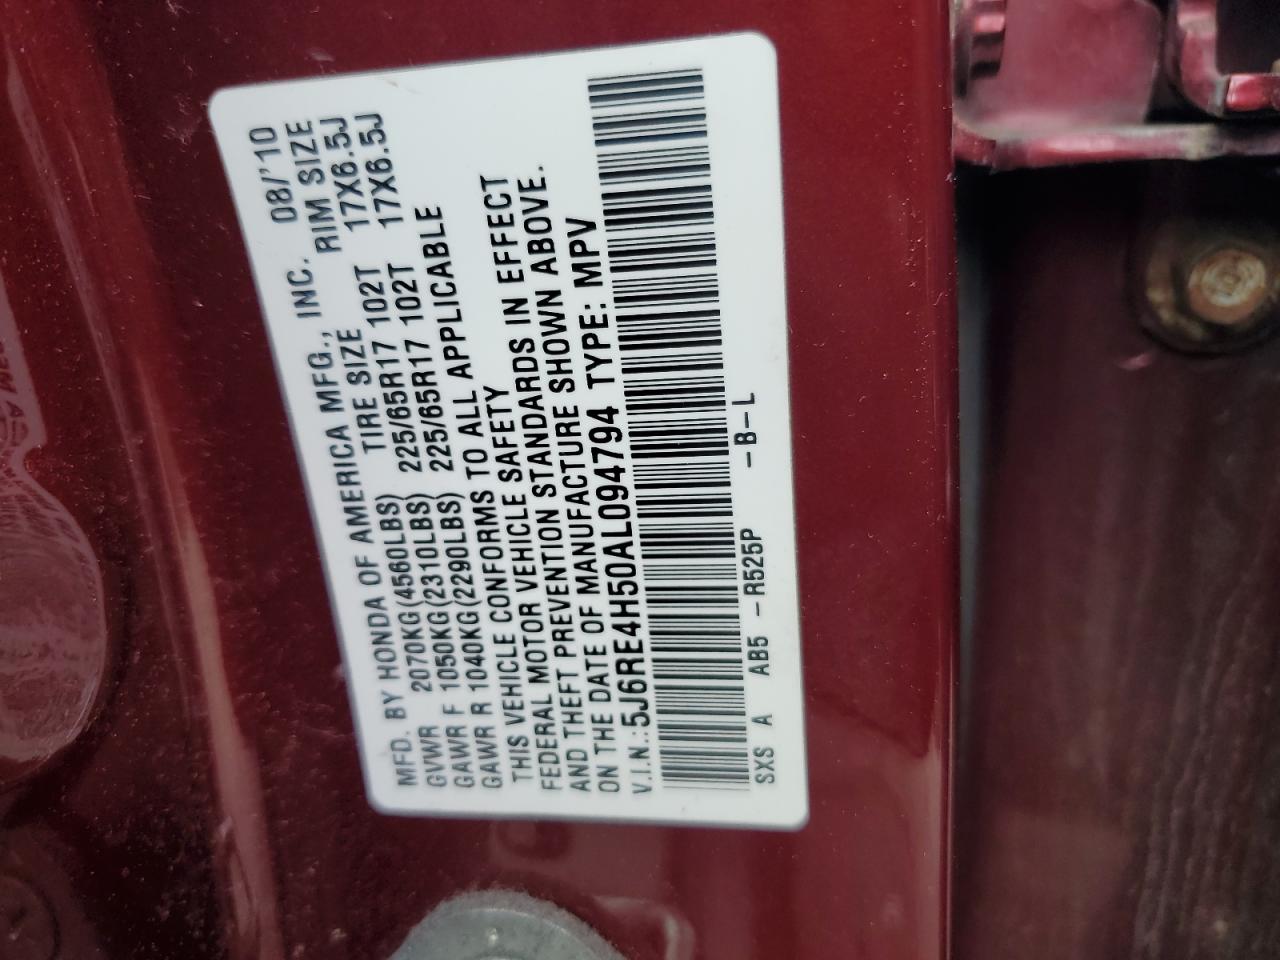 MFD. BY HONDA OF AMERICA MFG., INC. 08/'10
GVWR 2070KG(4560LBS) TIRE SIZE RIM SIZE
GAWR F 1050KG(2310LBS) 225/65R17 102T 17X6.5J
GAWR R 1040KG(2290LBS) 225/65R17 102T 17X6.5J
THIS VEHICLE CONFORMS TO ALL APPLICABLE
FEDERAL MOTOR VEHICLE SAFETY
AND THEFT PREVENTION STANDARDS IN EFFECT
ON THE DATE OF MANUFACTURE SHOWN ABOVE.
V.I.N.:5J6RE4H50AL094794 TYPE: MPV
SXS A AB5 -R525P -B-L